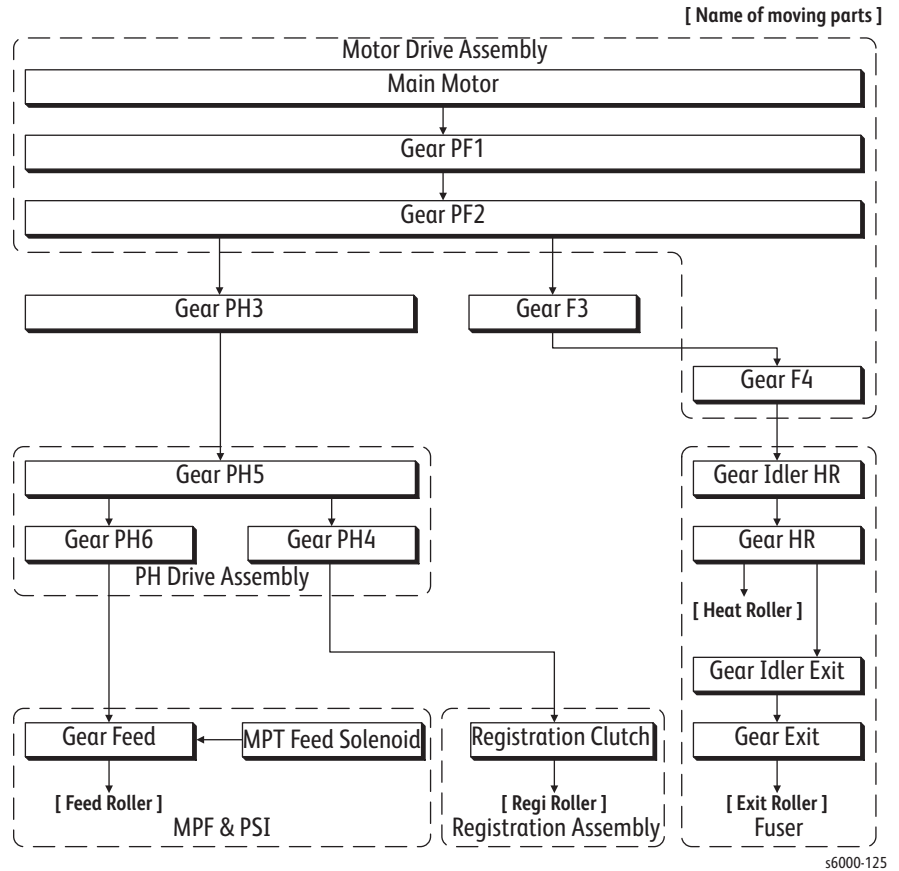 [ Name of moving parts ]
Motor Drive Assembly
Main Motor
Gear PF1
Gear PF2
Gear PH3
Gear F3
Gear F4
Gear PH5
Gear Idler HR
Gear PH6
Gear PH4
Gear HR
PH Drive Assembly
[ Heat Roller ]
Gear Idler Exit
Gear Feed
MPT Feed Solenoid
Registration Clutch
Gear Exit
[ Feed Roller ]
[ Regi Roller ]
[ Exit Roller ]
MPF & PSI
Registration Assembly
Fuser
s6000-125